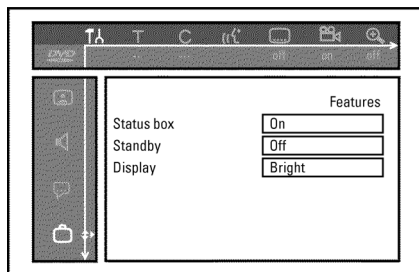 T C
DVD
off on off
Features
Status box On
Standby Off
Display Bright